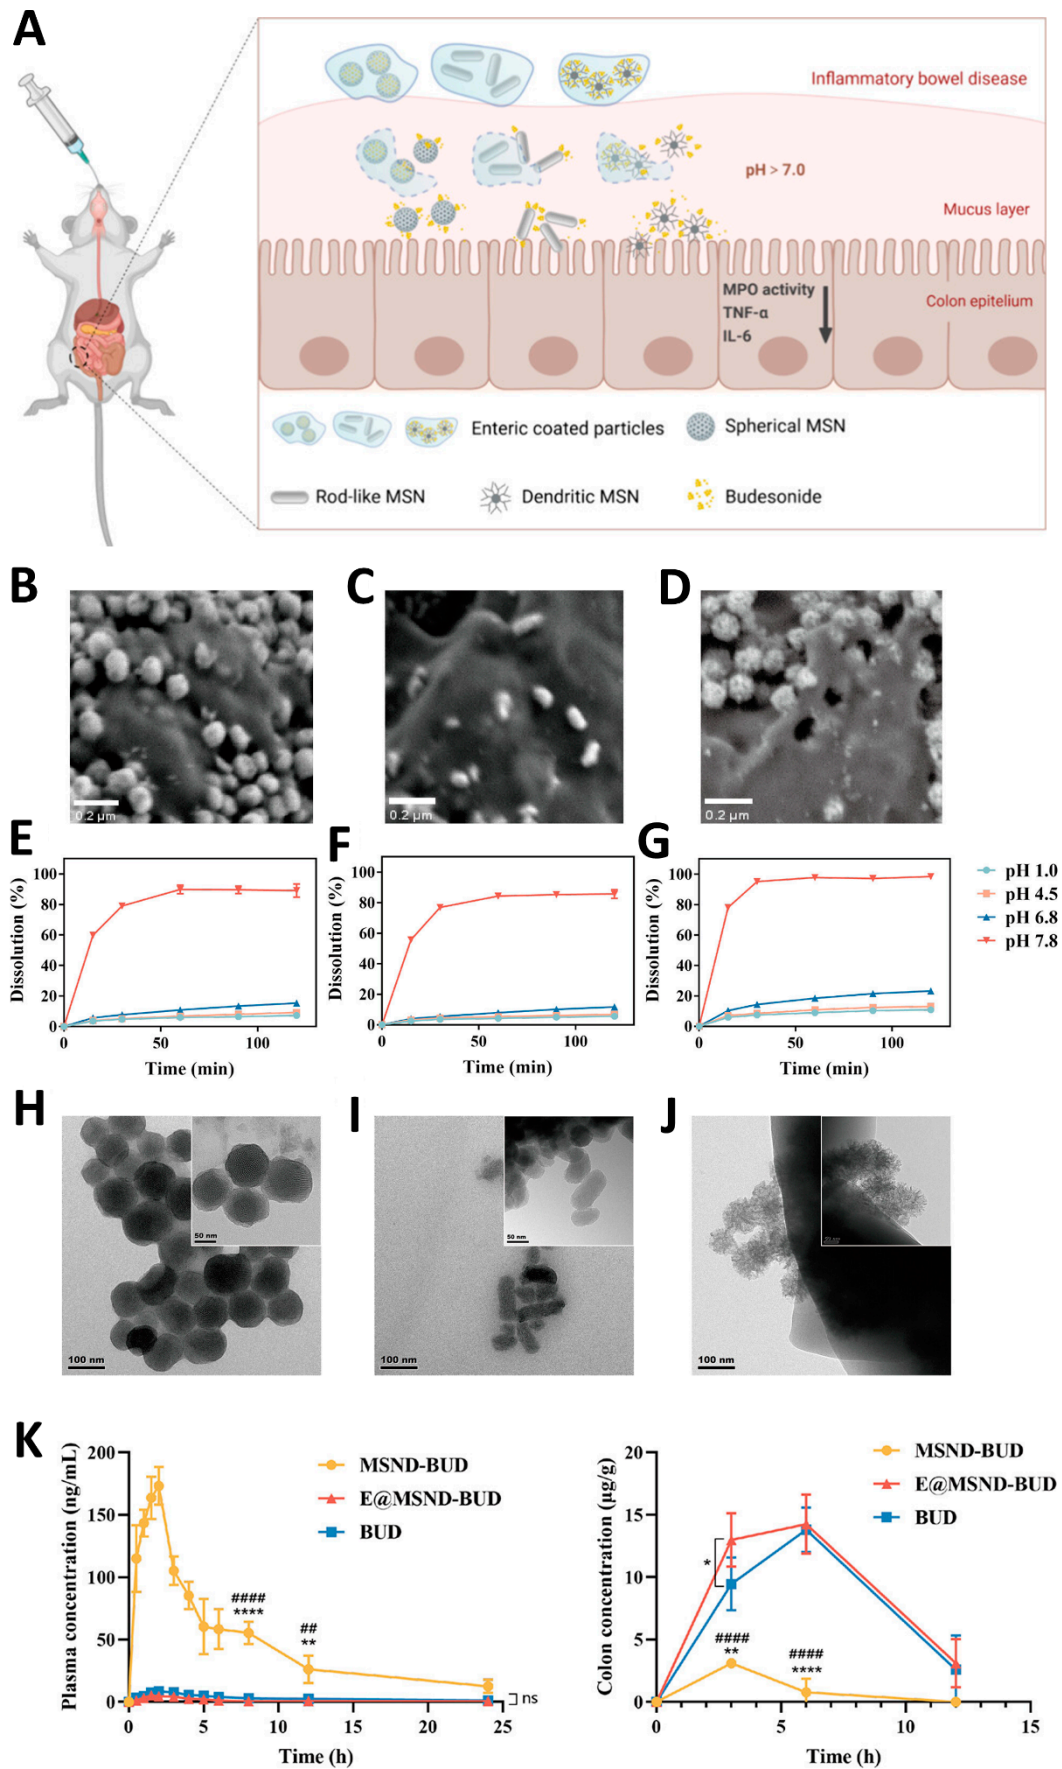 A
Inflammatory bowel disease
pH > 7.0
Mucus layer
MPO activity
TNF-α
IL-6
Colon epitelium
Enteric coated particles
Spherical MSN
Rod-like MSN
Dendritic MSN
Budesonide
B
C
D
0.2 µm
0.2 µm
0.2 µm
E
Dissolution (%)
100
80
60
40
20
0
0
50
100
Time (min)
F
Dissolution (%)
100
80
60
40
20
0
0
50
100
Time (min)
G
Dissolution (%)
100
80
60
40
20
0
0
50
100
Time (min)
pH 1.0
pH 4.5
pH 6.8
pH 7.8
H
50 nm
100 nm
I
50 nm
100 nm
J
100 nm
K
Plasma concentration (ng/mL)
200
150
100
50
0
0
5
10
15
20
25
Time (h)
MSND-BUD
E@MSND-BUD
BUD
####
****
##
**
ns
Colon concentration (µg/g)
20
15
10
5
0
0
5
10
15
Time (h)
MSND-BUD
E@MSND-BUD
BUD
*
####
**
####
****